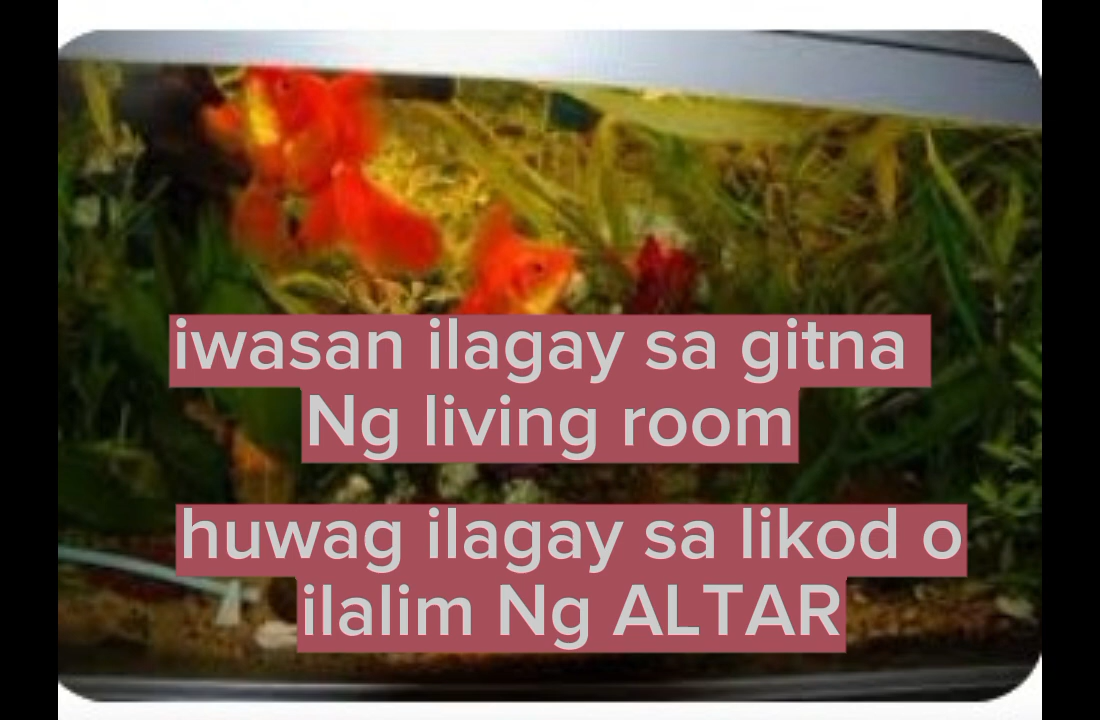 iwasan ilagay sa gitna
Ng living room
huwag ilagay sa likod o
ilalim Ng ALTAR